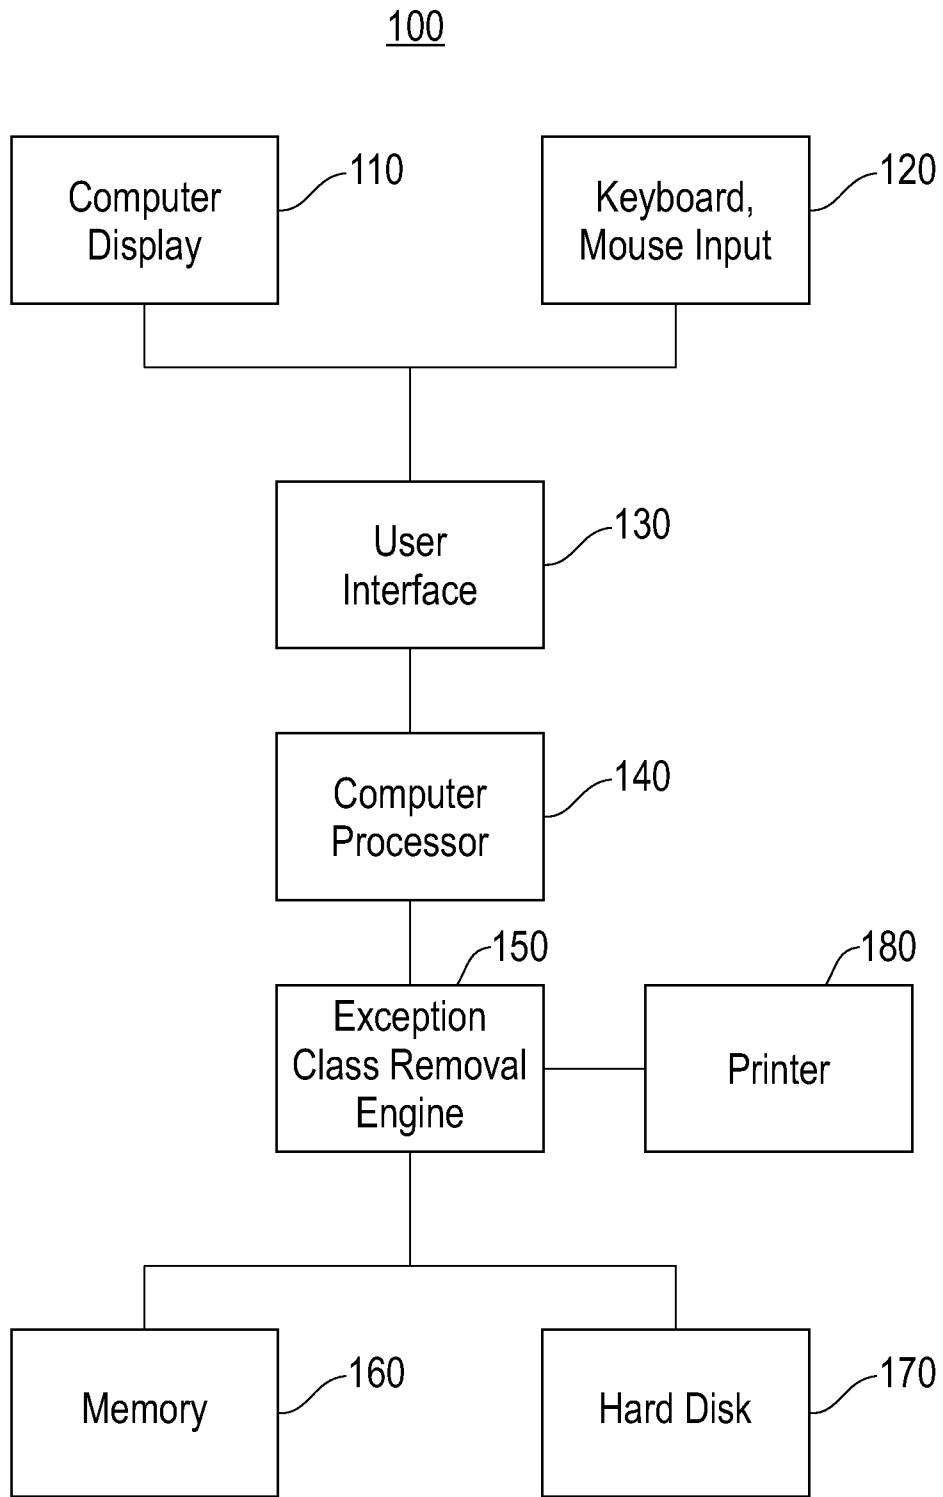 100
Computer
Display
110
Keyboard,
Mouse Input
120
User
Interface
130
Computer
Processor
140
150
Exception
Class Removal
Engine
180
Printer
Memory
160
Hard Disk
170